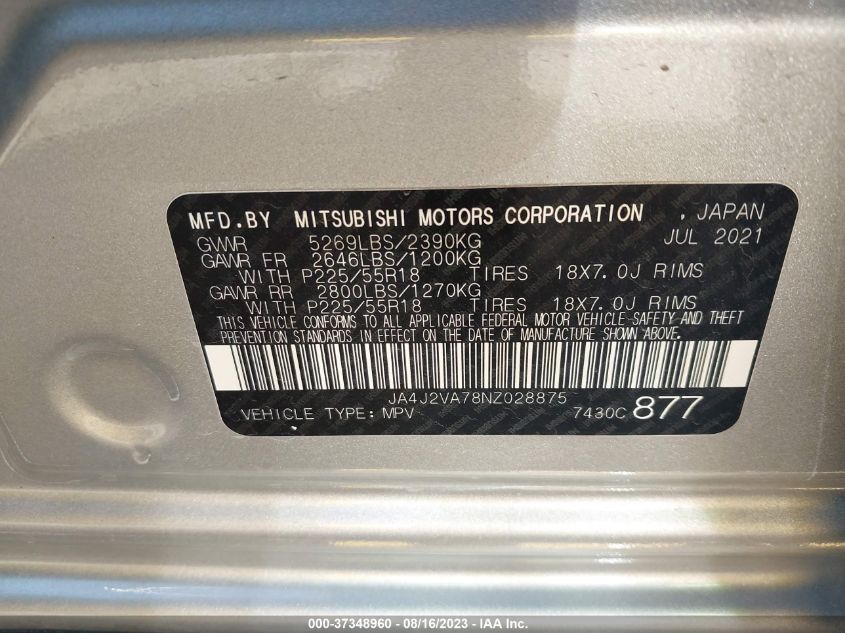 MFD.BY MITSUBISHI MOTORS CORPORATION , JAPAN
GVWR 5269LBS/2390KG JUL 2021
GAWR FR 2646LBS/1200KG
WITH P225/55R18 TIRES 18X7.0J RIMS
GAWR RR 2800LBS/1270KG
WITH P225/55R18 TIRES 18X7.0J RIMS
THIS VEHICLE CONFORMS TO ALL APPLICABLE FEDERAL MOTOR VEHICLE-SAFETY AND THEFT
PREVENTION STANDARDS IN EFFECT ON THE DATE OF MANUFACTURE SHOWN ABOVE.
JA4J2VA78NZ028875
VEHICLE TYPE: MPV 7430C 877
000-37348960 - 08/16/2023 - IAA Inc.